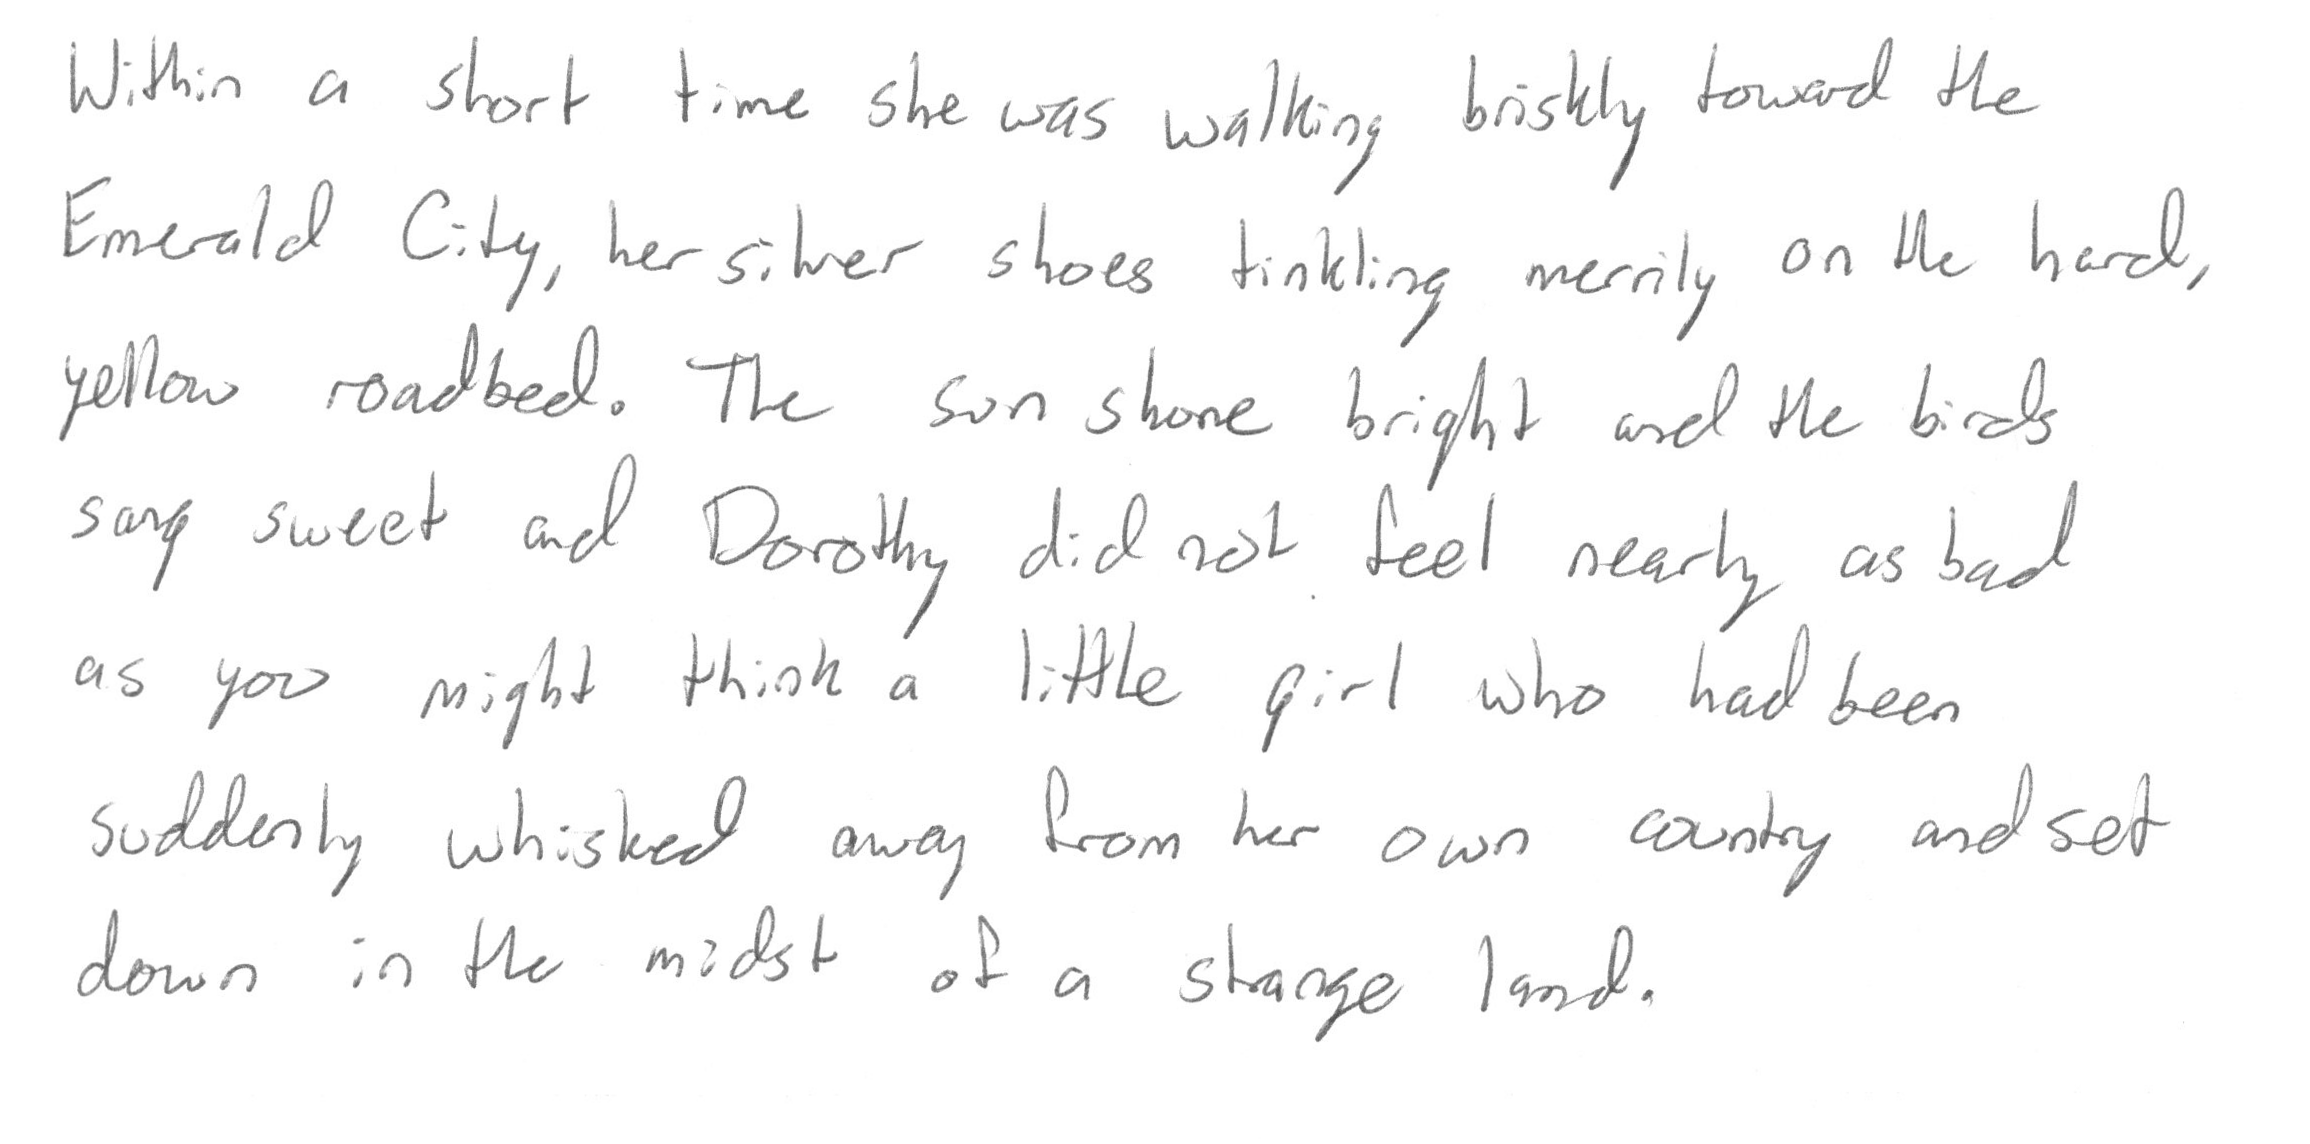 Within a short time she was walking briskly toward the
Emerald City, her silver shoes tinkling merrily on the hard,
yellow roadbed. The sun shone bright and the birds
sang sweet and Dorothy did not feel nearly as bad
as you might think a little girl who had been
suddenly whisked away from her own country and set
down in the midst of a strange land.